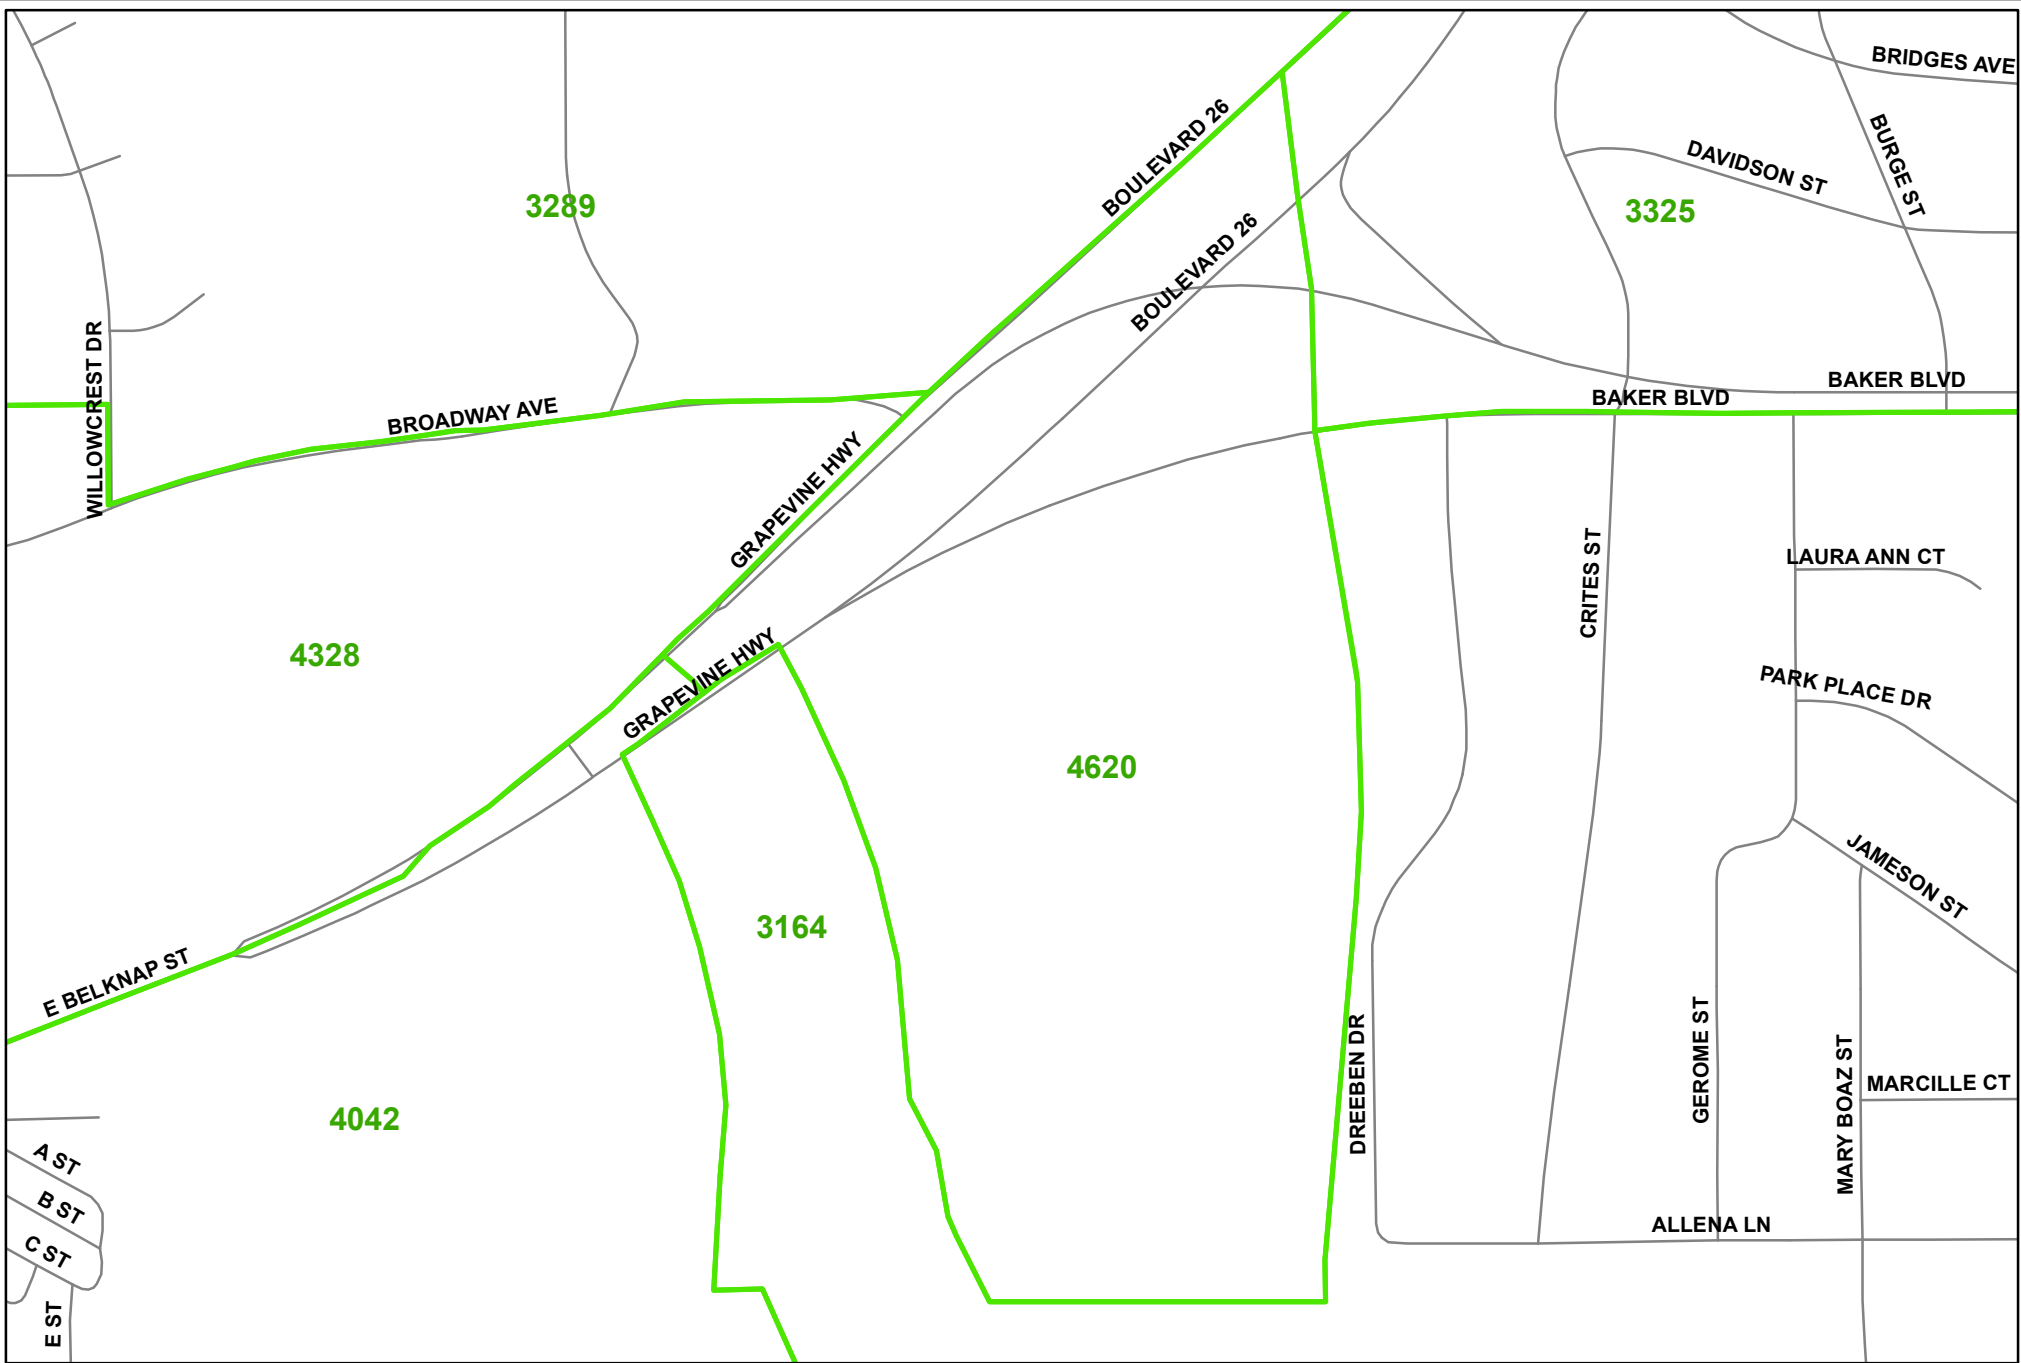 BRIDGES AVE
BOULEVARD 26
BURGE ST
DAVIDSON ST
3289
3325
BOULEVARD 26
WILLOWCREST DR
BAKER BLVD
BAKER BLVD
BROADWAY AVE
GRAPEVINE HWY
LAURA ANN CT
CRITES ST
4328
GRAPEVINE HWY
PARK PLACE DR
4620
JAMESON ST
3164
E BELKNAP ST
GEROME ST
DREEBEN DR
MARY BOAZ ST
MARCILLE CT
4042
A ST
B ST
C ST
ALLENA LN
E ST